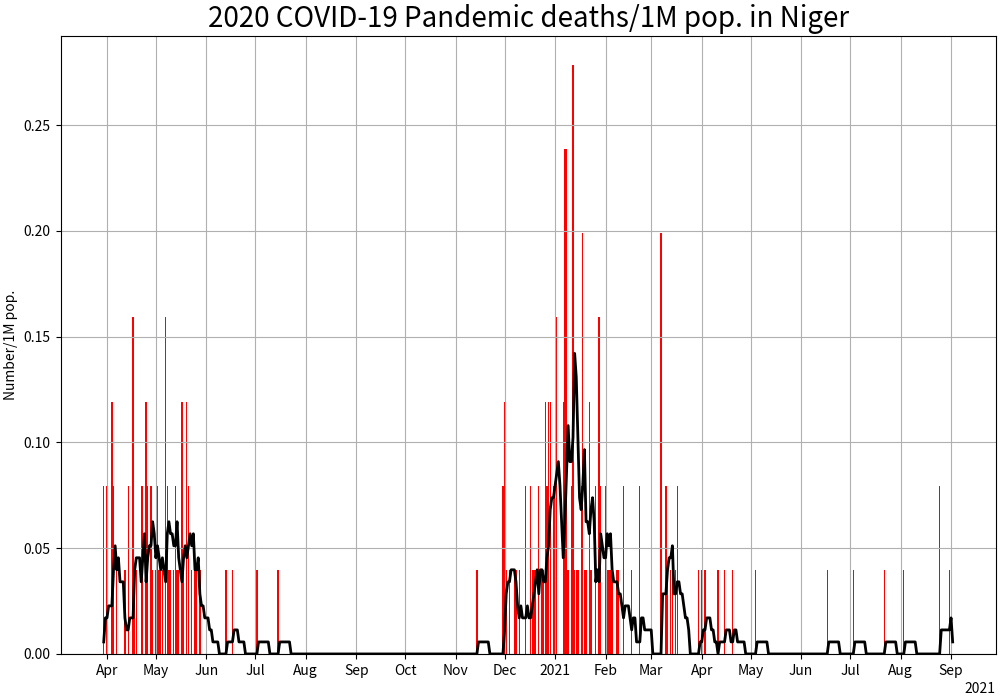 2020 COVID-19 Pandemic deaths/1M pop. in Niger
Number/1M pop.
0.25
0.20
0.15
0.10
0.05
0.00
Apr May Jun Jul Aug Sep Oct Nov Dec 2021 Feb Mar Apr May Jun Jul Aug Sep
2021